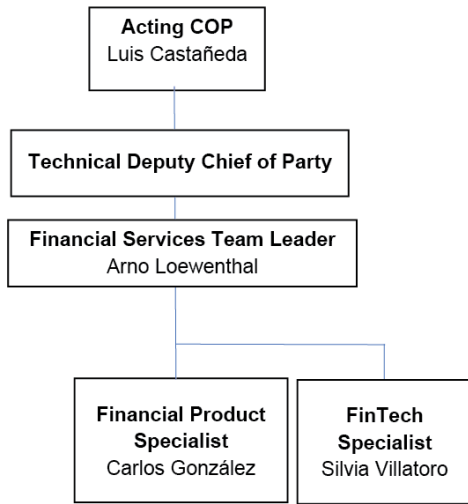 Acting COP
Luis Castañeda
Technical Deputy Chief of Party
Financial Services Team Leader
Arno Loewenthal
Financial Product
Specialist
Carlos González
FinTech
Specialist
Silvia Villatoro